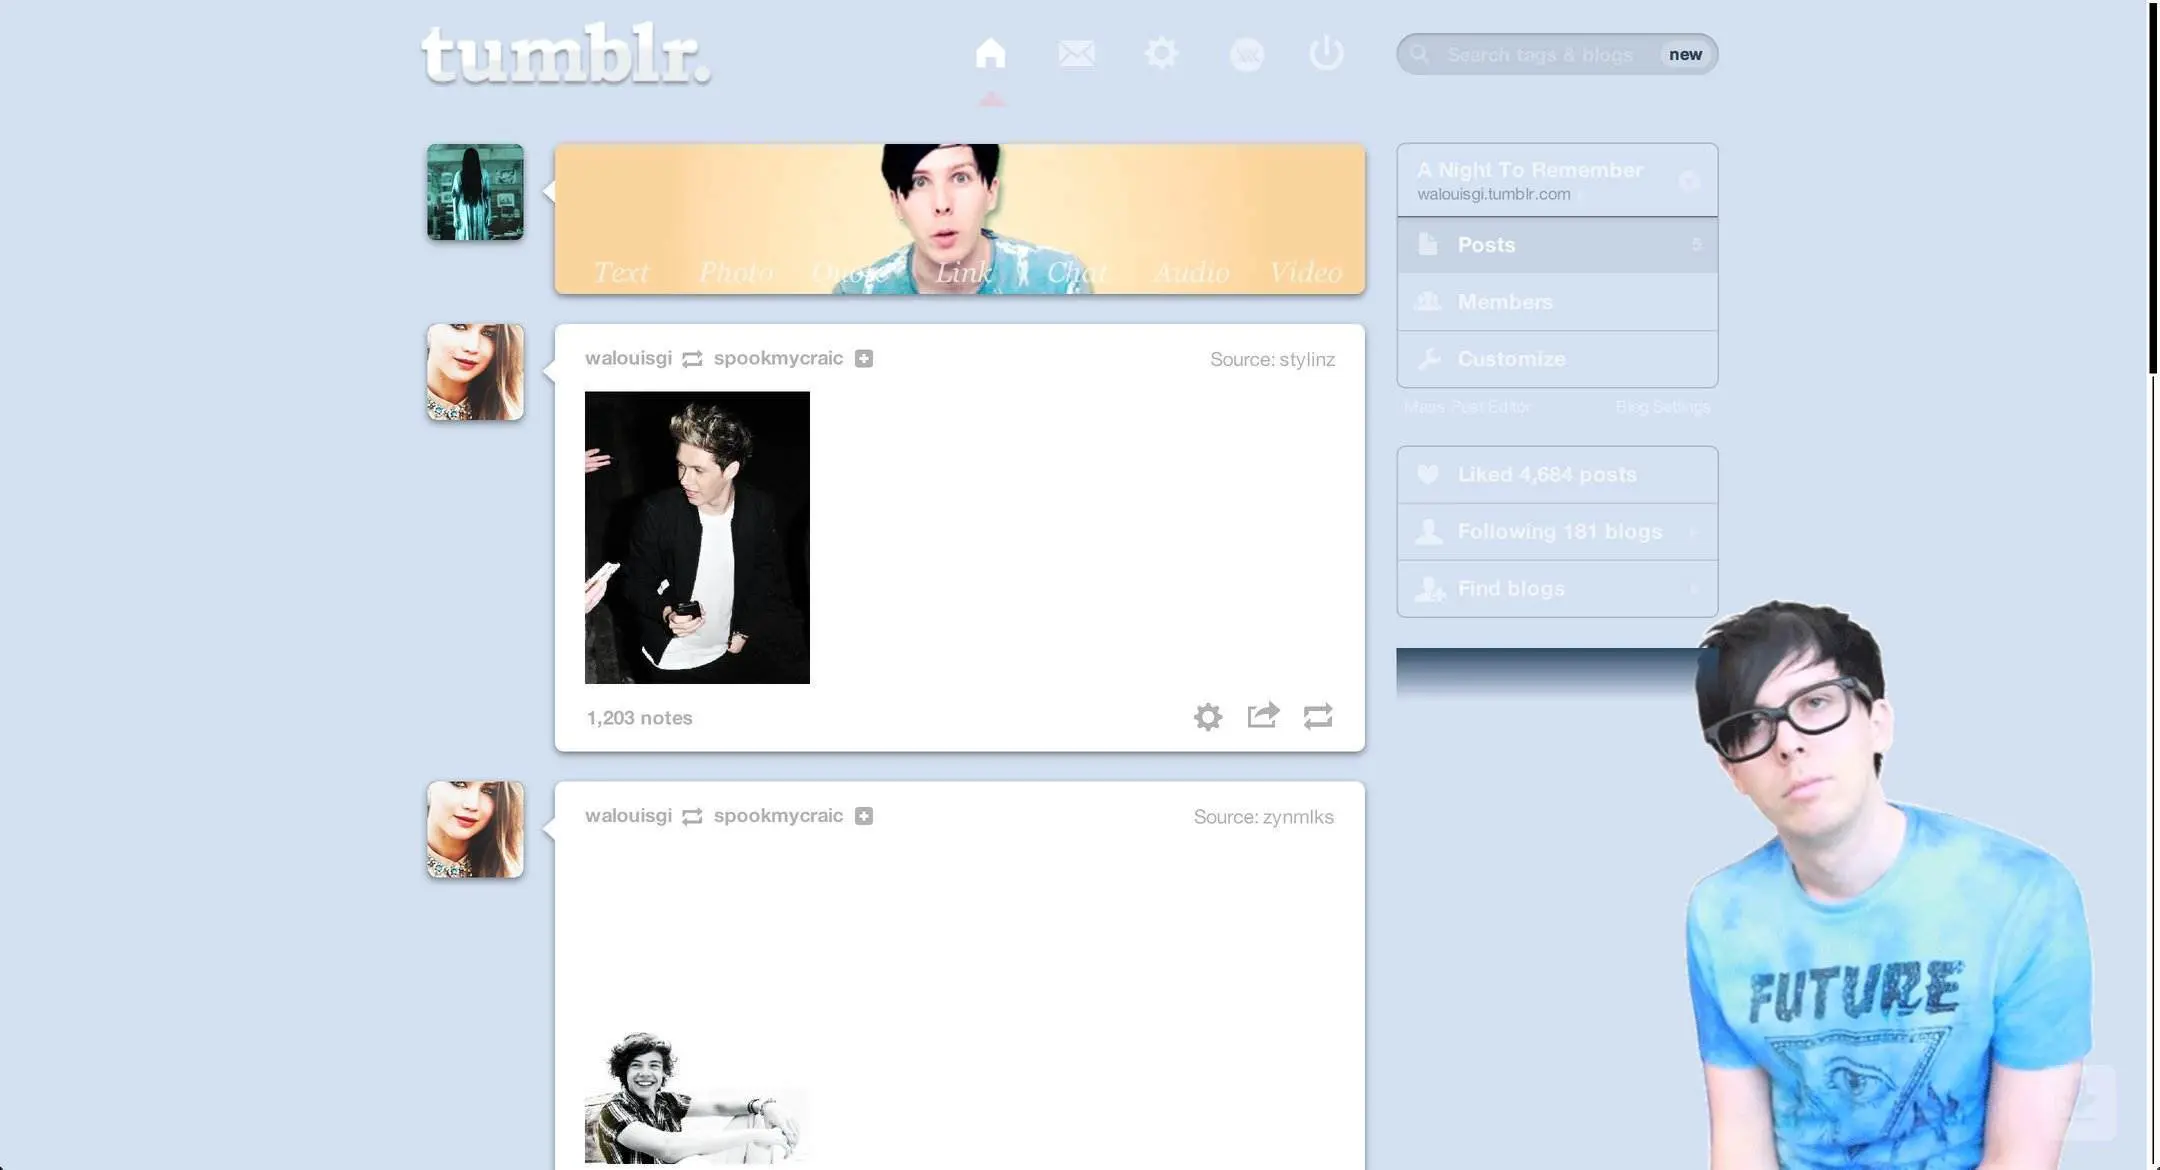 tumblr.
Search tags & blogs new
A Night To Remember
walouisgi.tumblr.com
Text Photo Quote Link Chat Audio Video
Posts 5
Members
Customize
Mass Post Editor Blog Settings
walouisgi spookmycraic Source: stylinz
1,203 notes
Liked 4,684 posts
Following 181 blogs
Find blogs
walouisgi spookmycraic Source: zynmlks
FUTURE